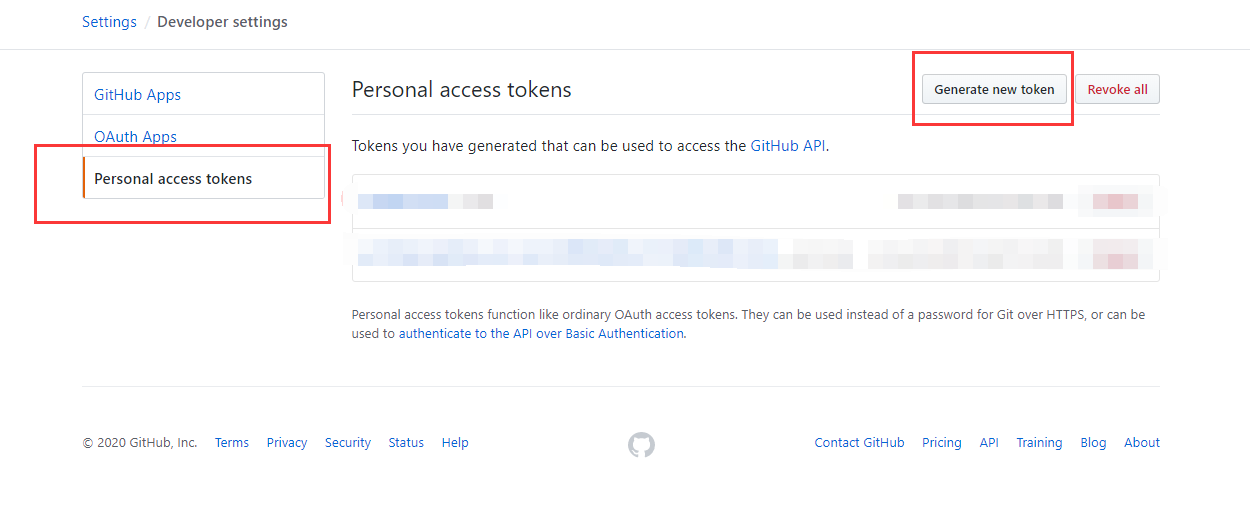 Settings / Developer settings
GitHub Apps
OAuth Apps
Personal access tokens
Personal access tokens
Generate new token
Revoke all
Tokens you have generated that can be used to access the GitHub API.
Personal access tokens function like ordinary OAuth access tokens. They can be used instead of a password for Git over HTTPS, or can be
used to authenticate to the API over Basic Authentication.
© 2020 GitHub, Inc. Terms Privacy Security Status Help
Contact GitHub Pricing API Training Blog About